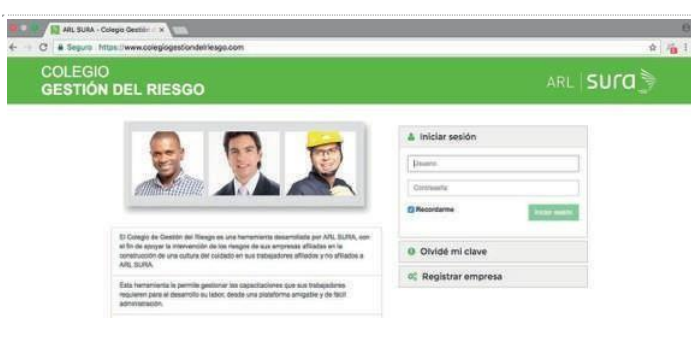 ARL SURA - Colegio Gestión
Seguro https://www.colegiogestiondelriesgo.com
COLEGIO
GESTIÓN DEL RIESGO
ARL sura
Iniciar sesión
Usuario
Contraseña
Recordarme
Iniciar sesión
El Colegio de Gestión del Riesgo es una herramienta desarrollada por ARL SURA, con
el fin de apoyar la intervención de los riesgos de sus empresas afiliadas en la
construcción de una cultura del cuidado en sus trabajadores afiliados y no afiliados a
ARL SURA.
Olvidé mi clave
Esta herramienta le permite gestionar las capacitaciones que sus trabajadores
requieren para el desarrollo su labor, desde una plataforma amigable y de fácil
administración.
Registrar empresa